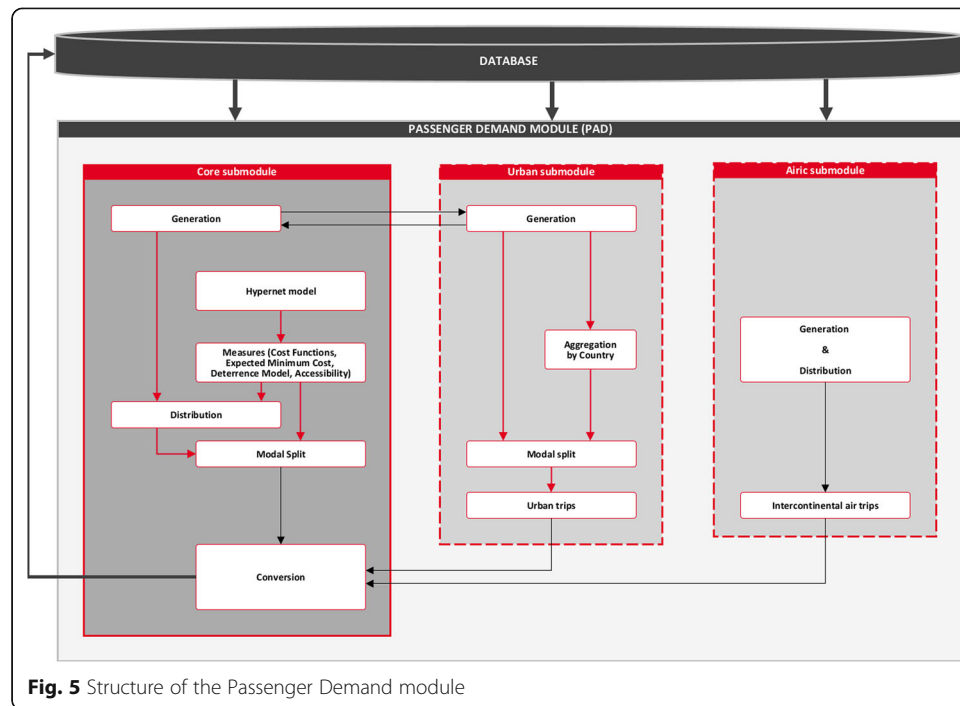 DATABASE
PASSENGER DEMAND MODULE (PAD)
Core submodule
Generation
Hypernet model
Measures (Cost Functions,
Expected Minimum Cost,
Deterrence Model, Accessibility)
Distribution
Modal Split
Conversion
Urban submodule
Generation
Aggregation
by Country
Modal split
Urban trips
Airic submodule
Generation
&
Distribution
Intercontinental air trips
Fig. 5 Structure of the Passenger Demand module